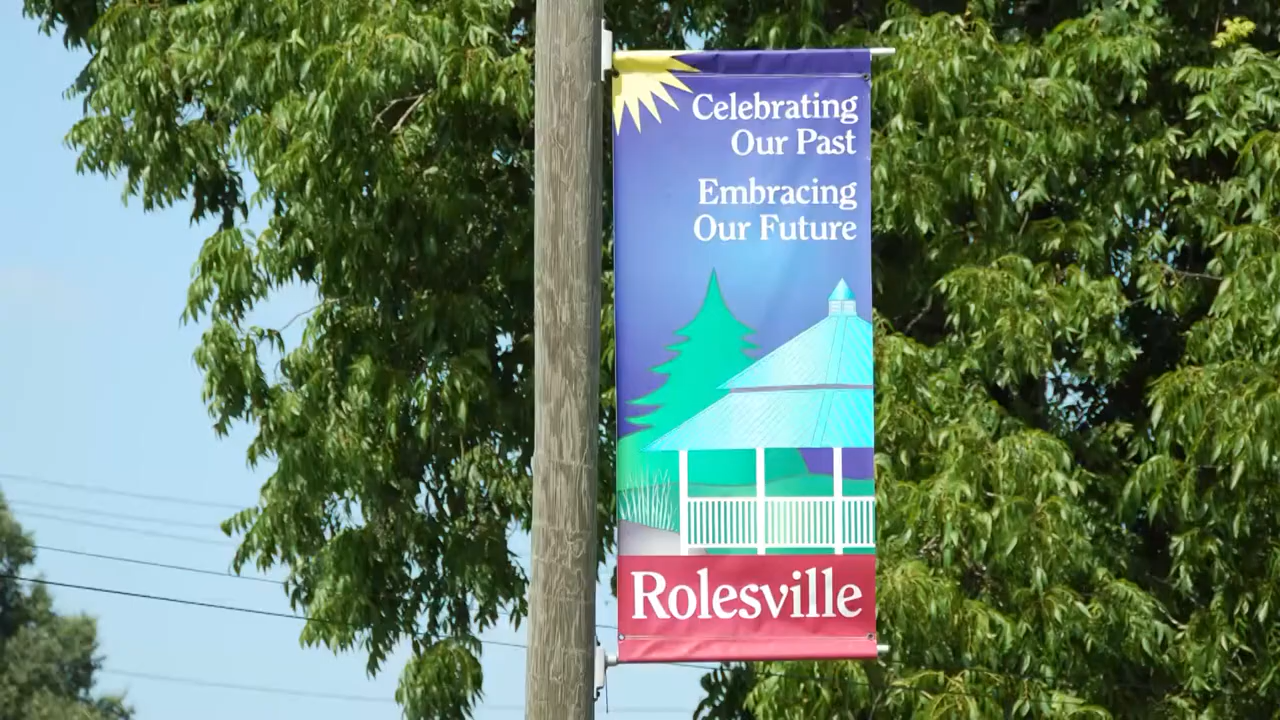 Celebrating
Our Past
Embracing
Our Future
Rolesville